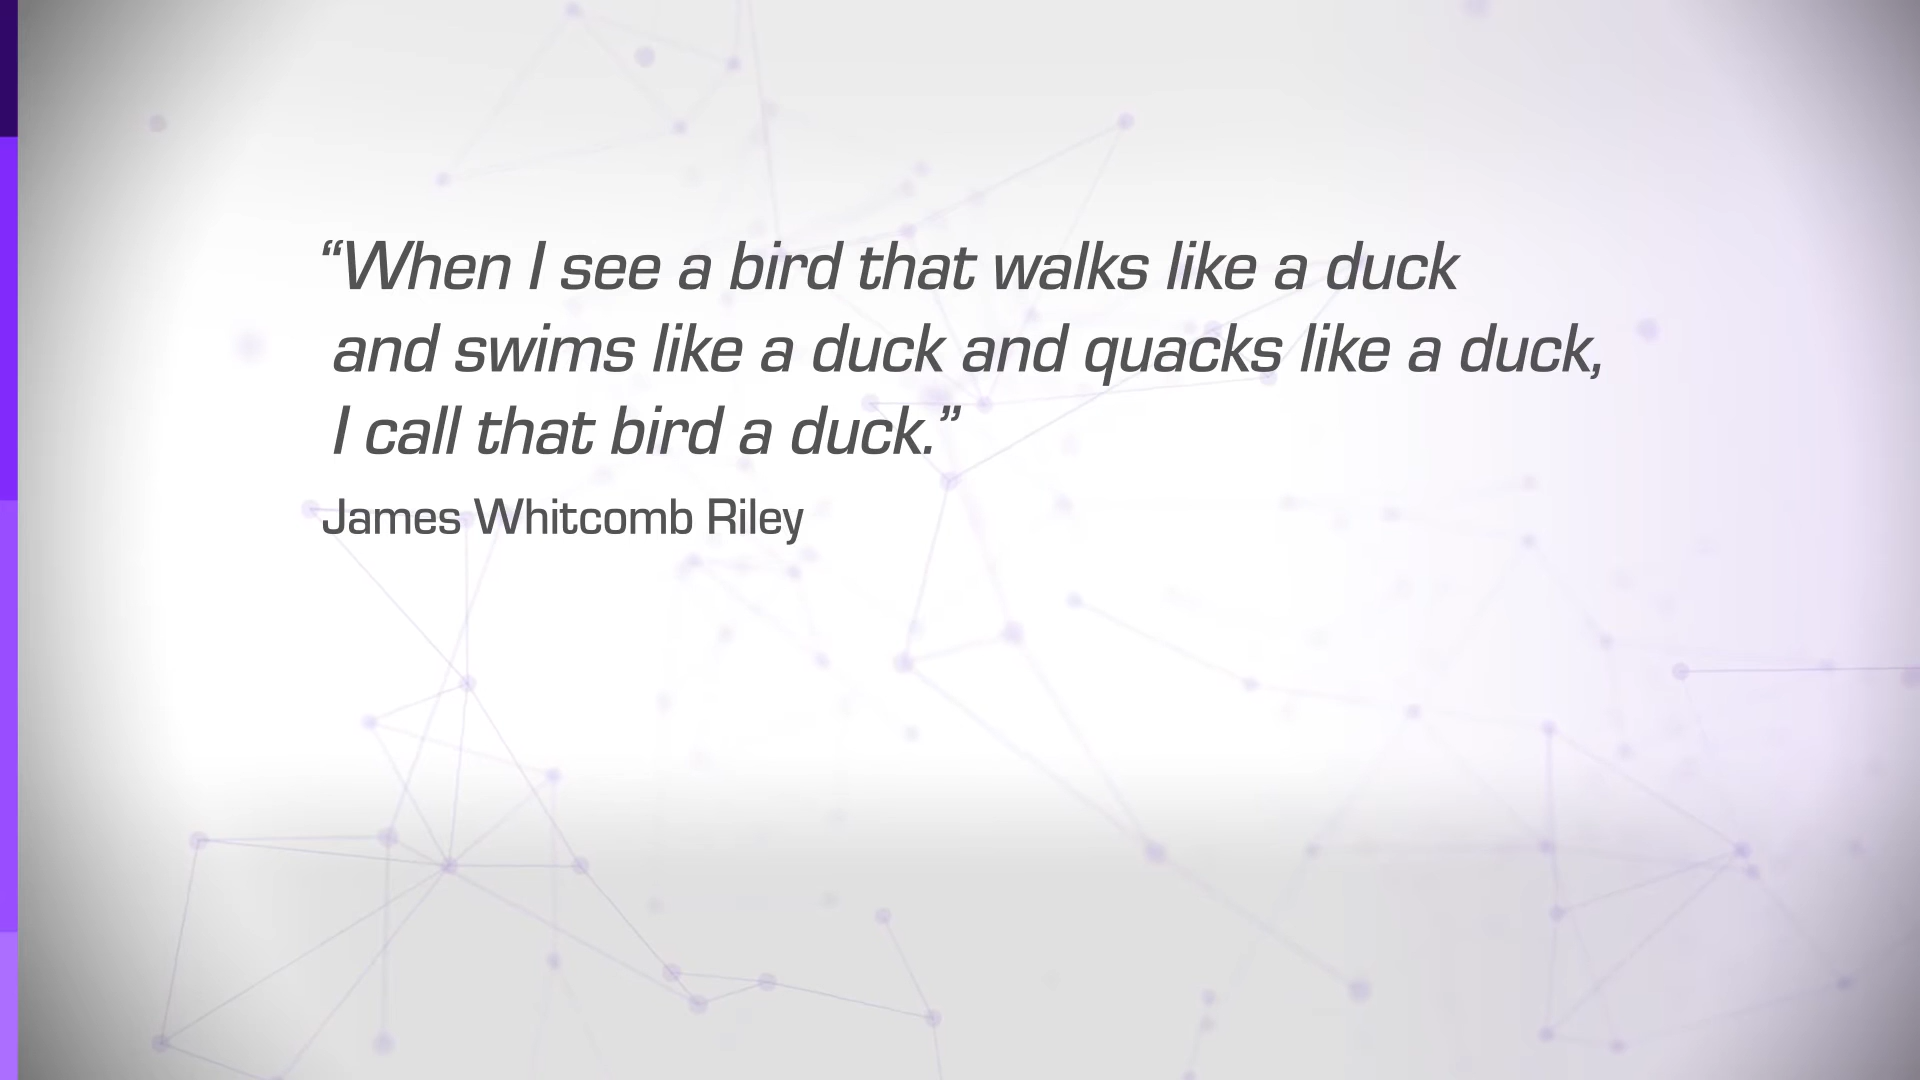 “When I see a bird that walks like a duck
and swims like a duck and quacks like a duck,
I call that bird a duck.”
James Whitcomb Riley